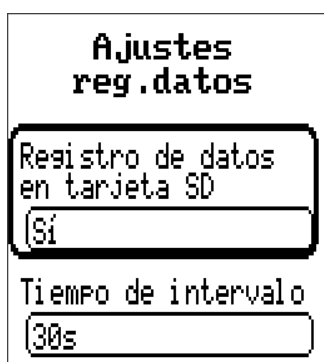 Ajustes
reg.datos
Registro de datos
en tarjeta SD
Sí
Tiempo de intervalo
30s